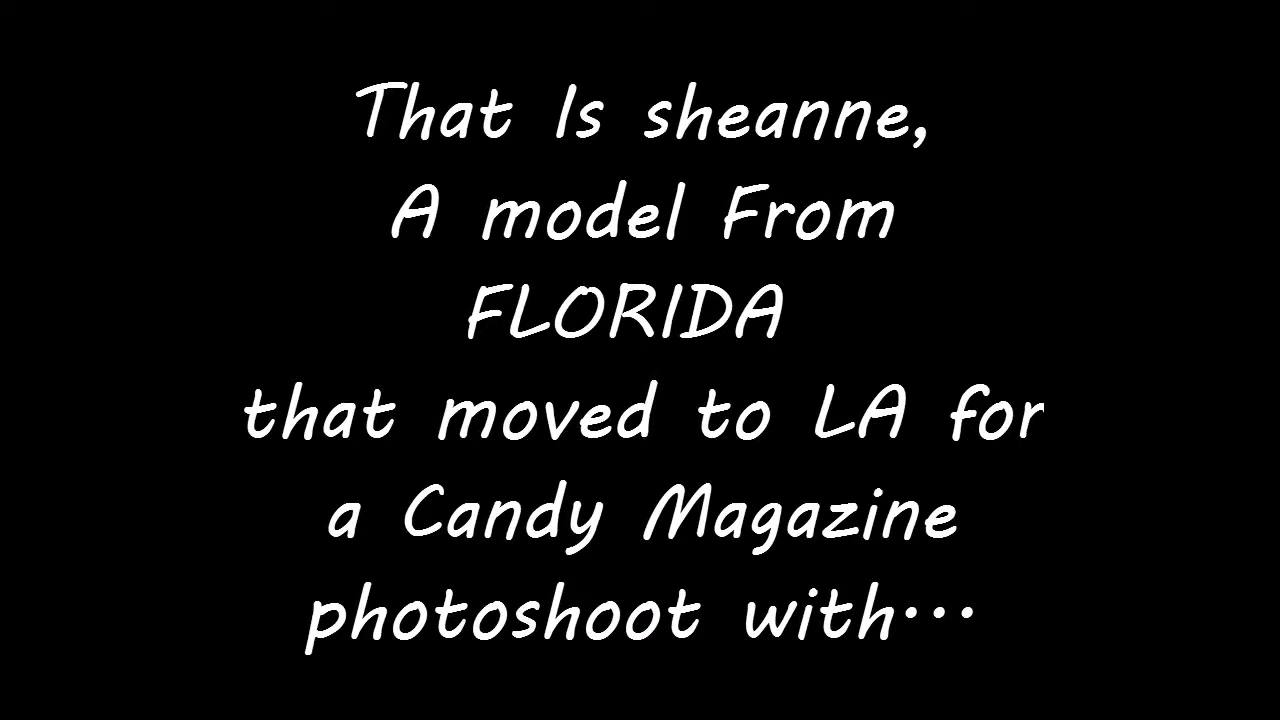 That Is sheanne,
A model From
FLORIDA
that moved to LA for
a Candy Magazine
photoshoot with...